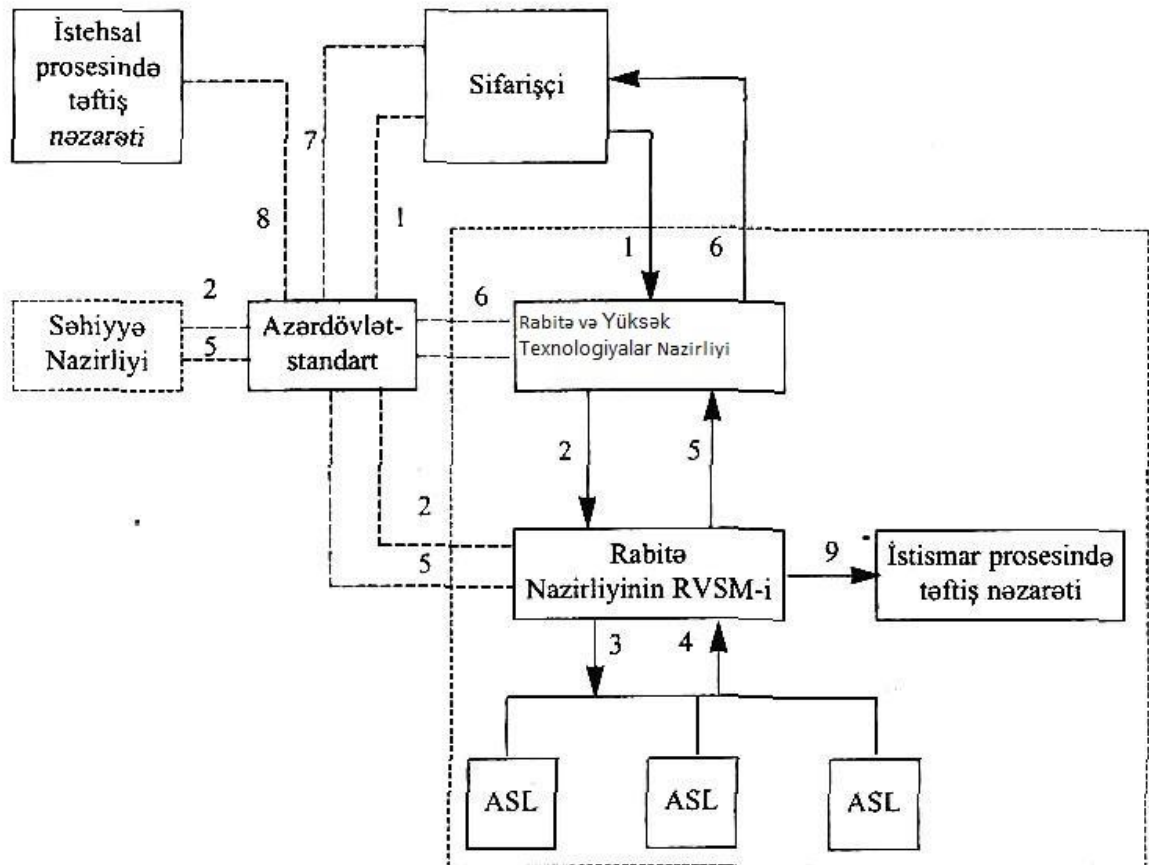 İstehsal
prosesində
təftiş
nəzarəti
Sifarişçi
7
8
1
1
6
2
5
Səhiyyə
Nazirliyi
Azərdövlət-
standart
6
Rabitə və Yüksək
Texnologiyalar Nazirliyi
2
5
2
5
Rabitə
Nazirliyinin RVSM-i
9
İstismar prosesində
təftiş nəzarəti
3
4
ASL
ASL
ASL